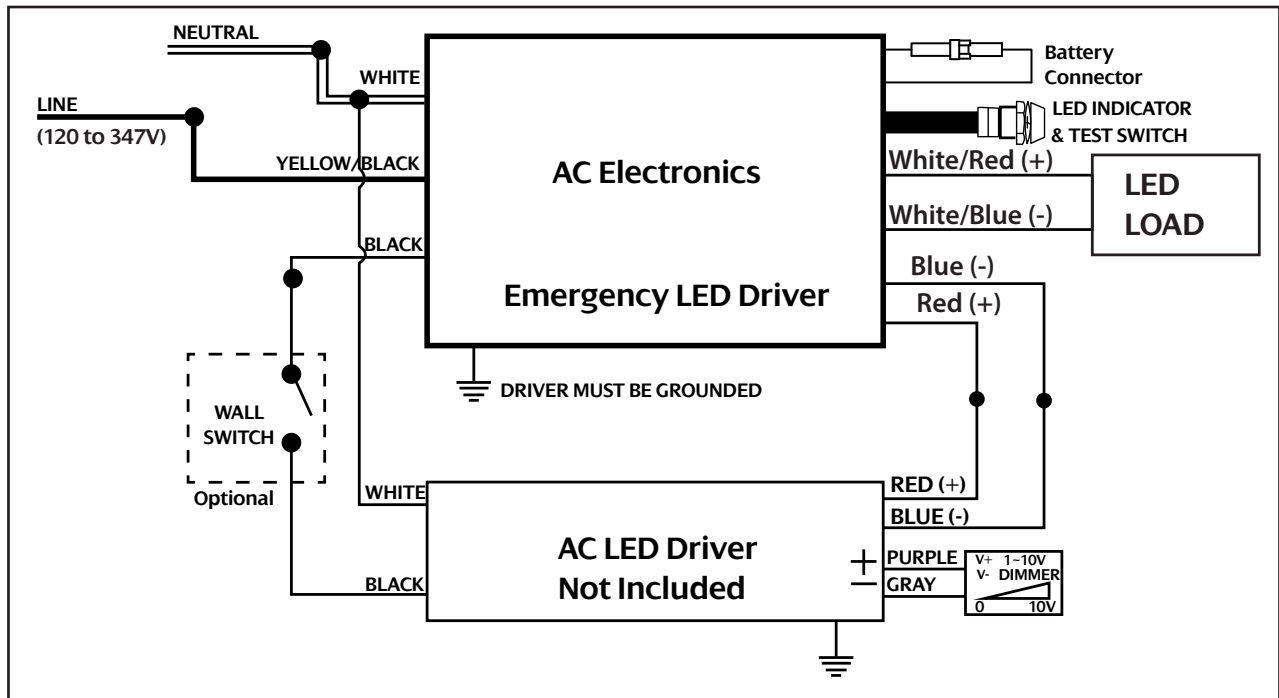 NEUTRAL
WHITE
LINE
(120 to 347V)
YELLOW/BLACK
BLACK
AC Electronics
Emergency LED Driver
Battery
Connector
LED INDICATOR
& TEST SWITCH
White/Red (+)
White/Blue (-)
LED
LOAD
Blue (-)
Red (+)
DRIVER MUST BE GROUNDED
WALL
SWITCH
Optional
WHITE
BLACK
AC LED Driver
Not Included
RED (+)
BLUE (-)
+ PURPLE
− GRAY
V+ 1~10V
V- DIMMER
0 10V